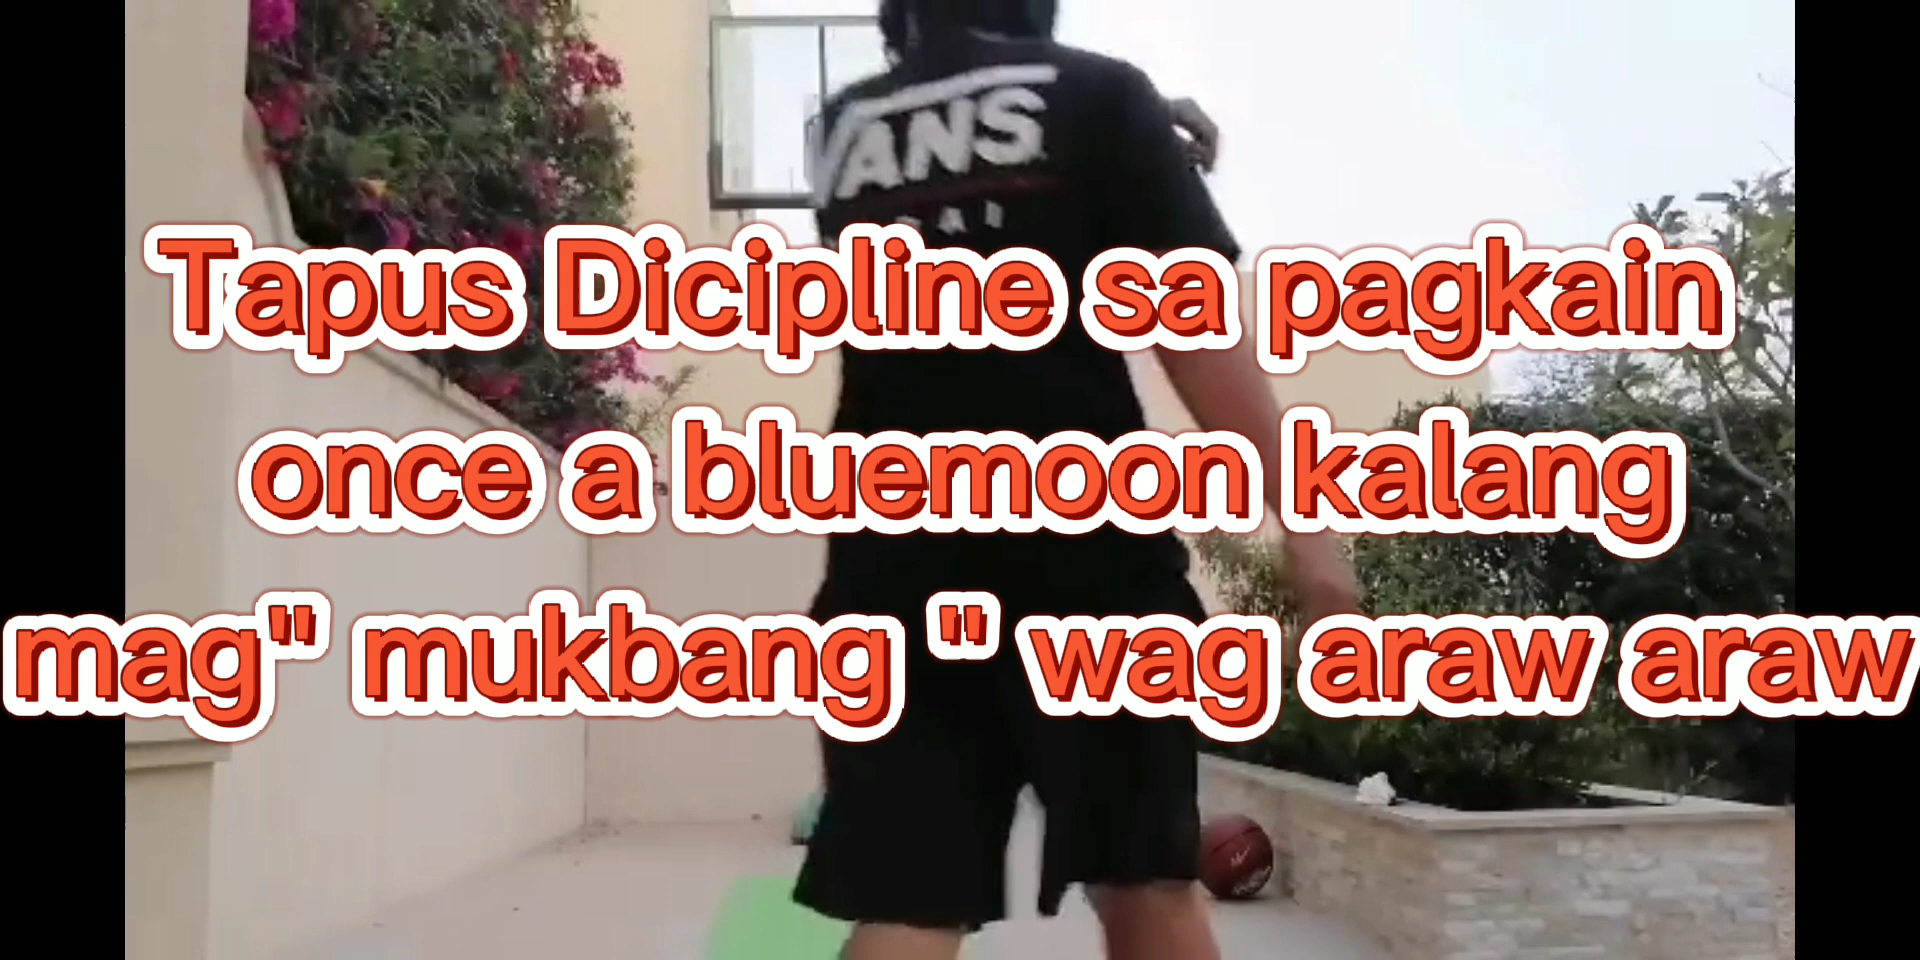 VANS
Tapus Dicipline sa pagkain
once a bluemoon kalang
mag" mukbang " wag araw araw